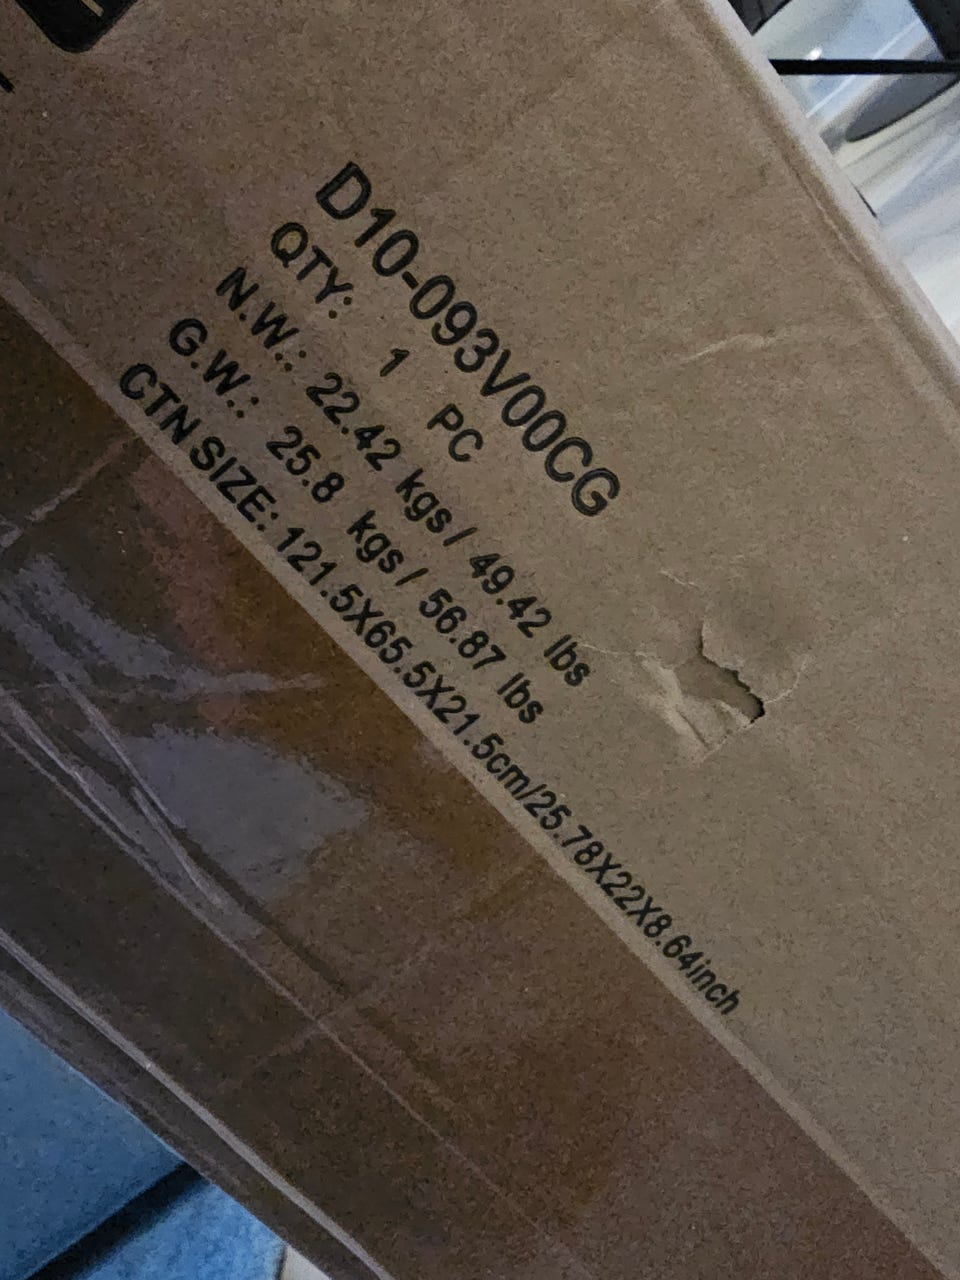 D10-093V00CG
QTY: 1 PC
N.W.: 22.42 kgs / 49.42 lbs
G.W.: 25.8 kgs / 56.87 lbs
CTN SIZE: 121.5X65.5X21.5cm/25.78X22X8.64inch